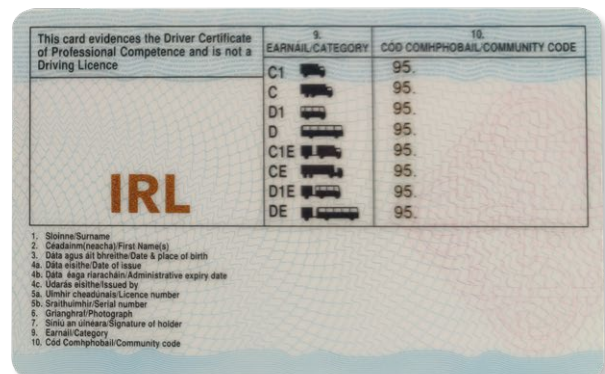 This card evidences the Driver Certificate
of Professional Competence and is not a
Driving Licence
IRL
9.
EARNÁIL/CATEGORY
10.
CÓD COMHPHOBAIL/COMMUNITY CODE
C1 95.
C 95.
D1 95.
D 95.
C1E 95.
CE 95.
D1E 95.
DE 95.
1. Sloinne/Surname
2. Céadainm(neacha)/First Name(s)
3. Dáta agus áit bhreithe/Date & place of birth
4a. Dáta eisithe/Date of issue
4b. Dáta éaga riaracháin/Administrative expiry date
4c. Údarás eisithe/Issued by
5a. Uimhir cheadúnais/Licence number
5b. Sraithuimhir/Serial number
6. Grianghraf/Photograph
7. Síniú an úinéara/Signature of holder
9. Earnáil/Category
10. Cód Comhphobail/Community code